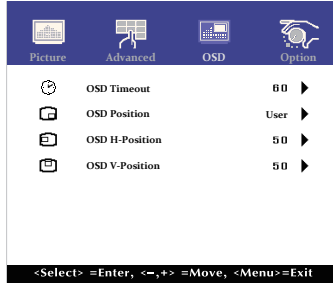 Picture Advanced OSD Option
OSD Timeout 60
OSD Position User
OSD H-Position 50
OSD V-Position 50
<Select> =Enter, <−,+> =Move, <Menu>=Exit